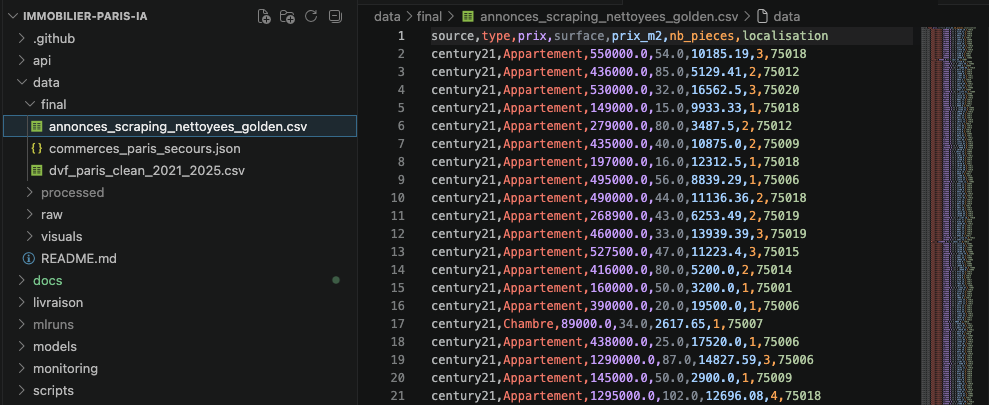 IMMOBILIER-PARIS-IA
.github
api
data
final
annonces_scraping_nettoyees_golden.csv
commerces_paris_secours.json
dvf_paris_clean_2021_2025.csv
processed
raw
visuals
README.md
docs
livraison
mlruns
models
monitoring
scripts
data > final > annonces_scraping_nettoyees_golden.csv > data
1 source,type,prix,surface,prix_m2,nb_pieces,localisation
2 century21,Appartement,550000.0,54.0,10185.19,3,75018
3 century21,Appartement,436000.0,85.0,5129.41,2,75012
4 century21,Appartement,530000.0,32.0,16562.5,3,75020
5 century21,Appartement,149000.0,15.0,9933.33,1,75018
6 century21,Appartement,279000.0,80.0,3487.5,2,75012
7 century21,Appartement,435000.0,40.0,10875.0,2,75009
8 century21,Appartement,197000.0,16.0,12312.5,1,75018
9 century21,Appartement,495000.0,56.0,8839.29,1,75006
10 century21,Appartement,490000.0,44.0,11136.36,2,75018
11 century21,Appartement,268900.0,43.0,6253.49,2,75019
12 century21,Appartement,460000.0,33.0,13939.39,3,75019
13 century21,Appartement,527500.0,47.0,11223.4,3,75015
14 century21,Appartement,416000.0,80.0,5200.0,2,75014
15 century21,Appartement,160000.0,50.0,3200.0,1,75001
16 century21,Appartement,390000.0,20.0,19500.0,1,75006
17 century21,Chambre,89000.0,34.0,2617.65,1,75007
18 century21,Appartement,438000.0,25.0,17520.0,1,75006
19 century21,Appartement,1290000.0,87.0,14827.59,3,75006
20 century21,Appartement,145000.0,50.0,2900.0,1,75009
21 century21,Appartement,1295000.0,102.0,12696.08,4,75018